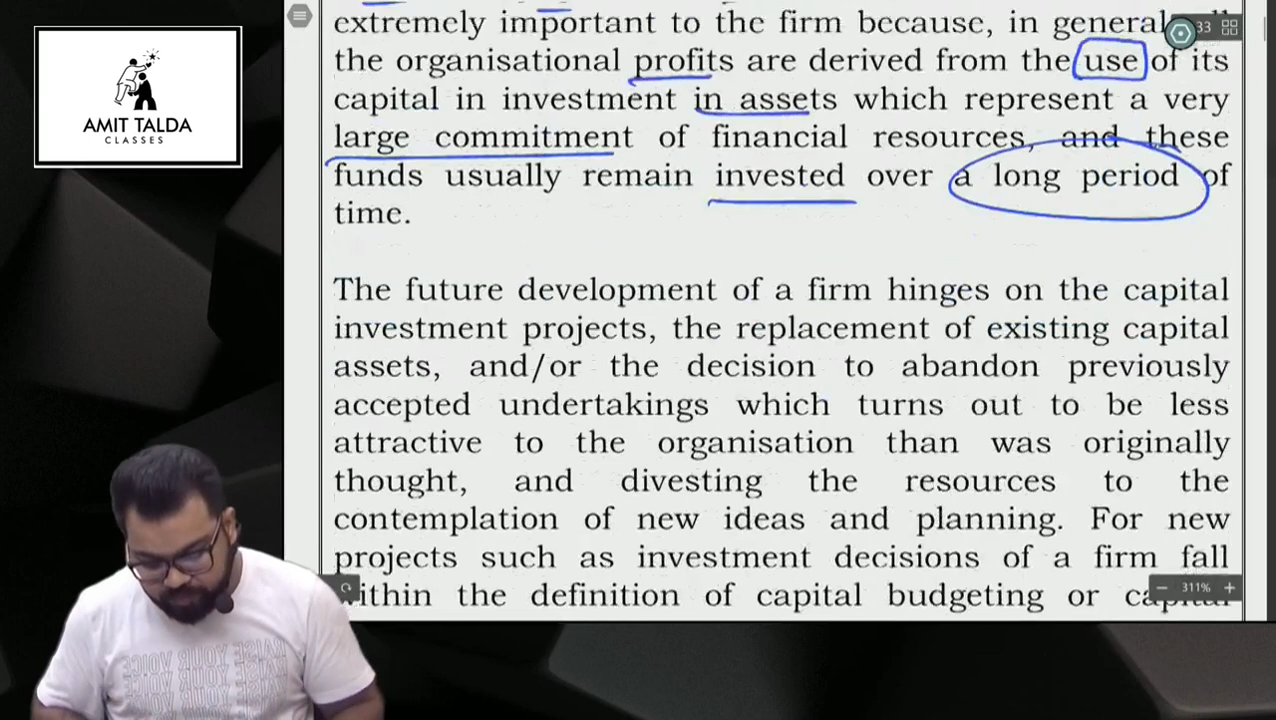 extremely important to the firm because, in general
33
the organisational profits are derived from the use of its
capital in investment in assets which represent a very
large commitment of financial resources, and these
funds usually remain invested over a long period of
time.
The future development of a firm hinges on the capital
investment projects, the replacement of existing capital
assets, and/or the decision to abandon previously
accepted undertakings which turns out to be less
attractive to the organisation than was originally
thought, and divesting the resources to the
contemplation of new ideas and planning. For new
projects such as investment decisions of a firm fall
within the definition of capital budgeting or capital
311%
AMIT TALDA
CLASSES
RAISE YOUR VOICE